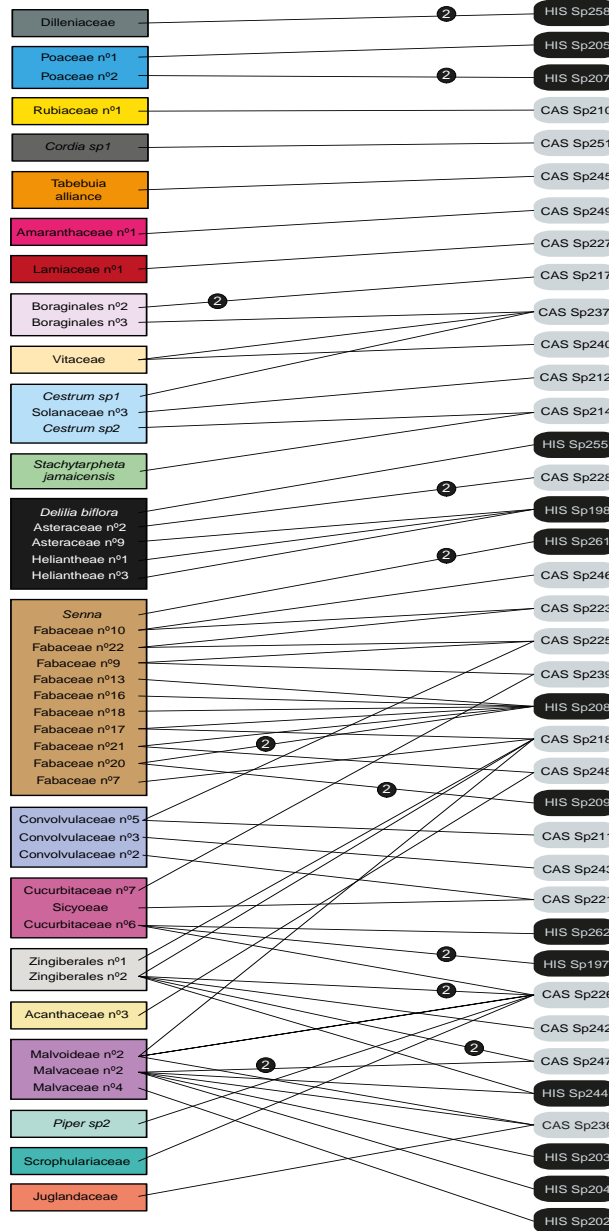 Dilleniaceae
Poaceae nº1
Poaceae nº2
Rubiaceae nº1
Cordia sp1
Tabebuia
alliance
Amaranthaceae nº1
Lamiaceae nº1
Boraginales nº2
Boraginales nº3
Vitaceae
Cestrum sp1
Solanaceae nº3
Cestrum sp2
Stachytarpheta
jamaicensis
Delilia biflora
Asteraceae nº2
Asteraceae nº9
Heliantheae nº1
Heliantheae nº3
Senna
Fabaceae nº10
Fabaceae nº22
Fabaceae nº9
Fabaceae nº13
Fabaceae nº16
Fabaceae nº18
Fabaceae nº17
Fabaceae nº21
Fabaceae nº20
Fabaceae nº7
Convolvulaceae nº5
Convolvulaceae nº3
Convolvulaceae nº2
Cucurbitaceae nº7
Sicyoeae
Cucurbitaceae nº6
Zingiberales nº1
Zingiberales nº2
Acanthaceae nº3
Malvoideae nº2
Malvaceae nº2
Malvaceae nº4
Piper sp2
Scrophulariaceae
Juglandaceae
2
2
2
2
2
2
2
2
2
2
2
HIS Sp258
HIS Sp205
HIS Sp207
CAS Sp210
CAS Sp251
CAS Sp245
CAS Sp249
CAS Sp227
CAS Sp217
CAS Sp237
CAS Sp240
CAS Sp212
CAS Sp214
HIS Sp255
CAS Sp228
HIS Sp198
HIS Sp261
CAS Sp246
CAS Sp223
CAS Sp225
CAS Sp239
HIS Sp208
CAS Sp218
CAS Sp248
HIS Sp209
CAS Sp211
CAS Sp243
CAS Sp221
HIS Sp262
HIS Sp197
CAS Sp226
CAS Sp242
CAS Sp247
HIS Sp244
CAS Sp236
HIS Sp203
HIS Sp204
HIS Sp202